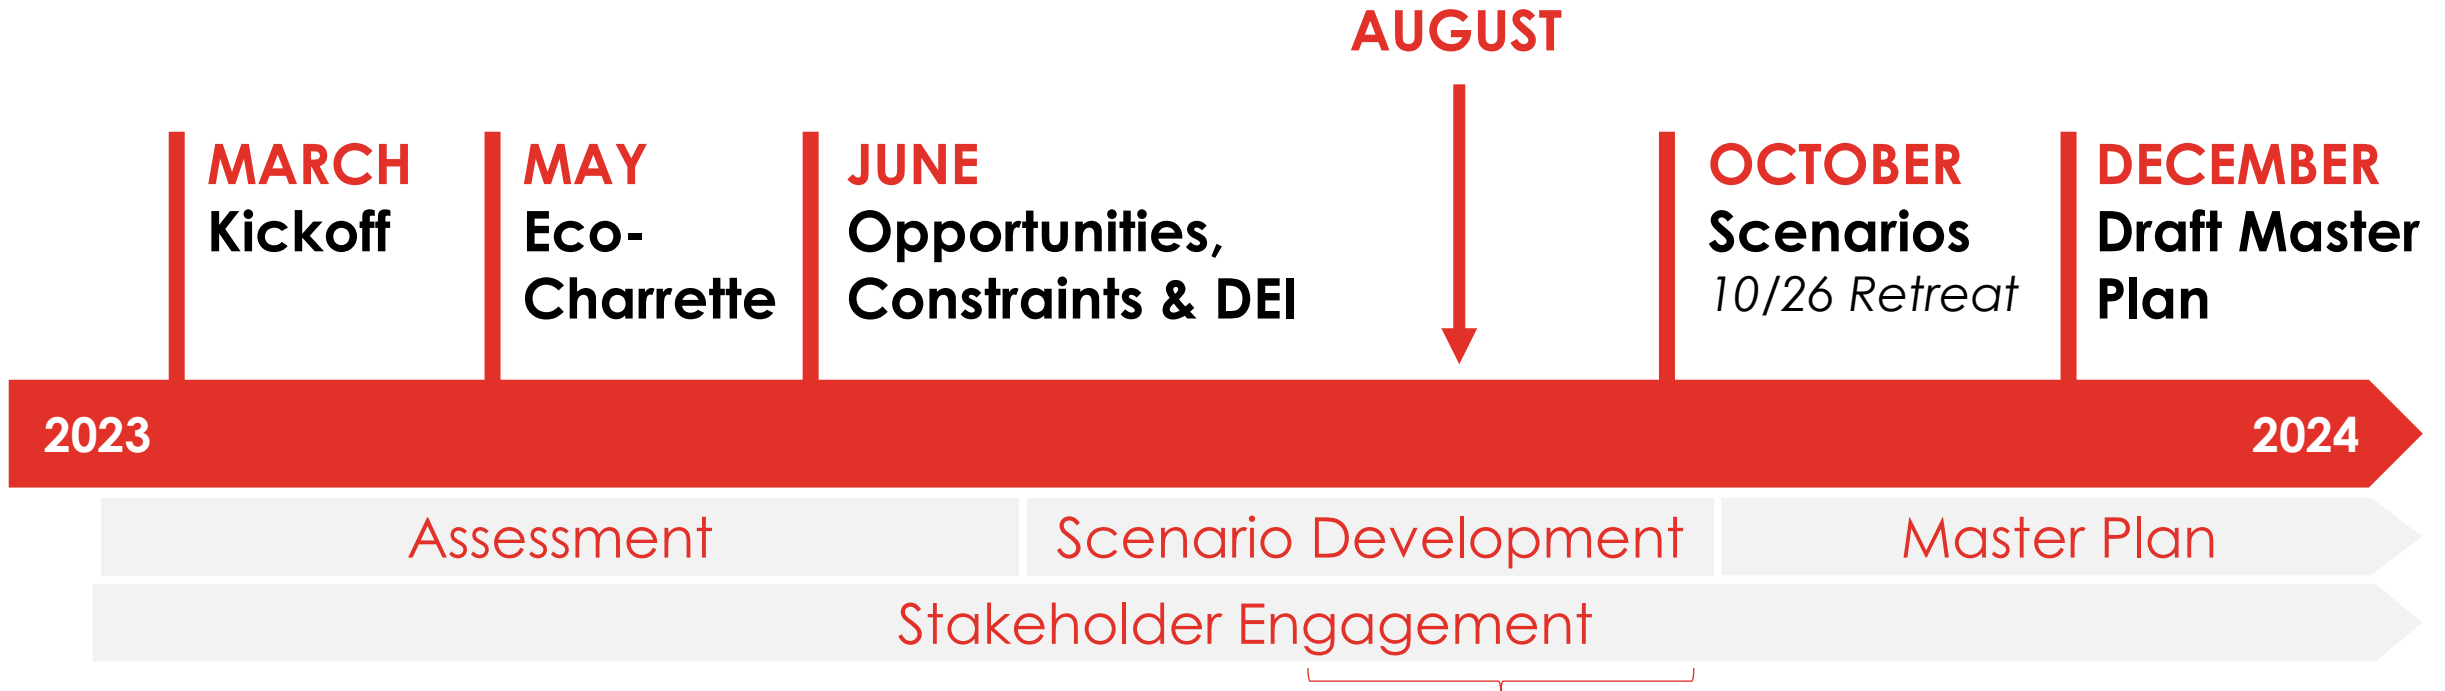 AUGUST
MARCH
Kickoff
MAY
Eco-
Charrette
JUNE
Opportunities,
Constraints & DEI
OCTOBER
Scenarios
10/26 Retreat
DECEMBER
Draft Master
Plan
2023
2024
Assessment
Scenario Development
Master Plan
Stakeholder Engagement